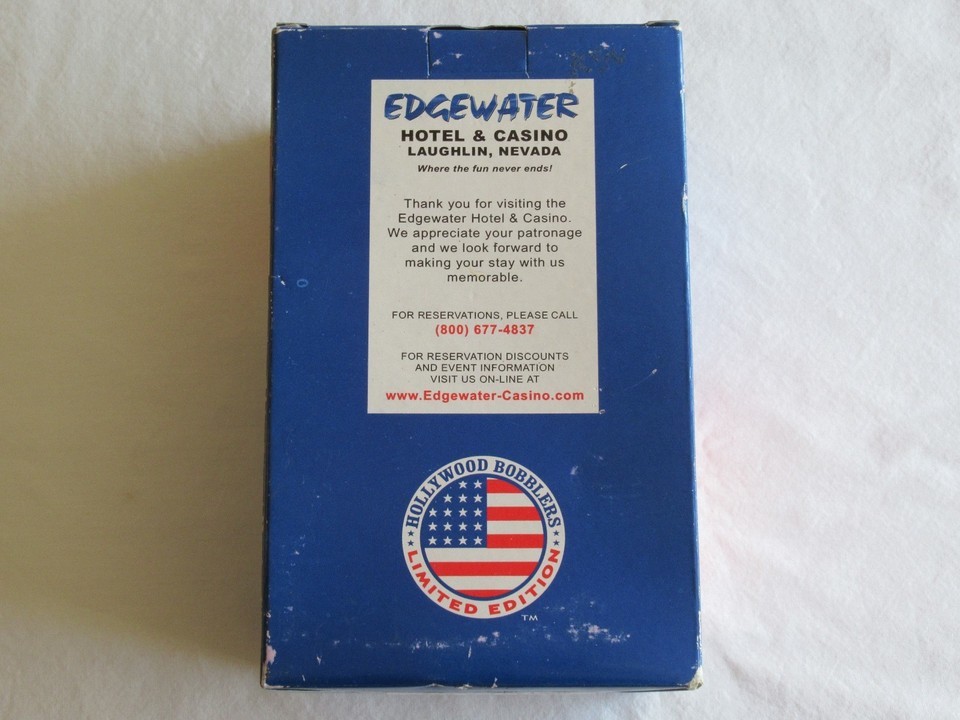 EDGEWATER
HOTEL & CASINO
LAUGHLIN, NEVADA
Where the fun never ends!
Thank you for visiting the
Edgewater Hotel & Casino.
We appreciate your patronage
and we look forward to
making your stay with us
memorable.
FOR RESERVATIONS, PLEASE CALL
(800) 677-4837
FOR RESERVATION DISCOUNTS
AND EVENT INFORMATION
VISIT US ON-LINE AT
www.Edgewater-Casino.com
HOLLYWOOD BOBBLERS
LIMITED EDITION
TM